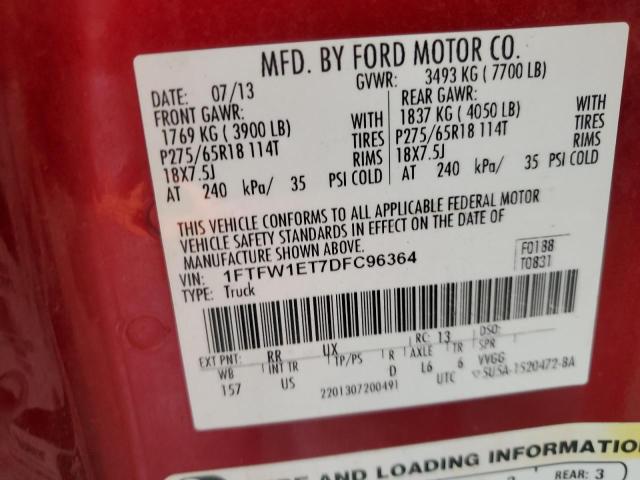 MFD. BY FORD MOTOR CO.
DATE: 07/13 GVWR: 3493 KG (7700 LB)
FRONT GAWR: REAR GAWR:
1769 KG (3900 LB) WITH 1837 KG (4050 LB) WITH
P275/65R18 114T TIRES P275/65R18 114T TIRES
18X7.5J RIMS 18X7.5J RIMS
AT 240 kPa/ 35 PSI COLD AT 240 kPa/ 35 PSI COLD
THIS VEHICLE CONFORMS TO ALL APPLICABLE FEDERAL MOTOR
VEHICLE SAFETY STANDARDS IN EFFECT ON THE DATE OF
MANUFACTURE SHOWN ABOVE.
VIN: 1FTFW1ET7DFC96364
TYPE: Truck
F0188
T0831
EXT PNT: RR UX RC: 13 DSO:
WB INT TR TP/PS R AXLE TR SPR
157 US D L6 6 VVGG
2201307200491 UTC 5U5A-1520472-BA
TIRE AND LOADING INFORMATION
REAR: 3